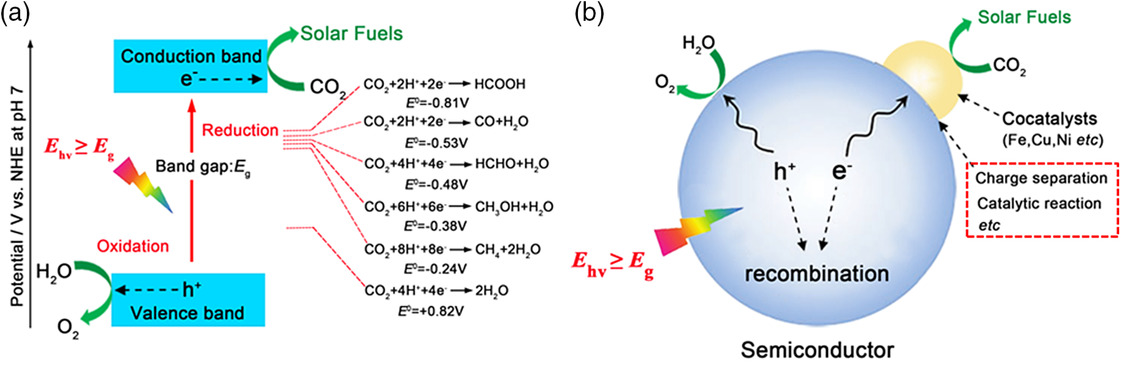 (a)
Potential / V vs. NHE at pH 7
Conduction band
e⁻
Solar Fuels
CO₂
Reduction
E_hν ≥ E_g
Band gap:E_g
Oxidation
H₂O
O₂
h⁺
Valence band
CO₂+2H⁺+2e⁻→HCOOH
E⁰=-0.81V
CO₂+2H⁺+2e⁻→CO+H₂O
E⁰=-0.53V
CO₂+4H⁺+4e⁻→HCHO+H₂O
E⁰=-0.48V
CO₂+6H⁺+6e⁻→CH₃OH+H₂O
E⁰=-0.38V
CO₂+8H⁺+8e⁻→CH₄+2H₂O
E⁰=-0.24V
CO₂+4H⁺+4e⁻→2H₂O
E⁰=+0.82V
(b)
H₂O
O₂
Solar Fuels
CO₂
Cocatalysts
(Fe,Cu,Ni etc)
Charge separation
Catalytic reaction
etc
h⁺
e⁻
E_hν ≥ E_g
recombination
Semiconductor